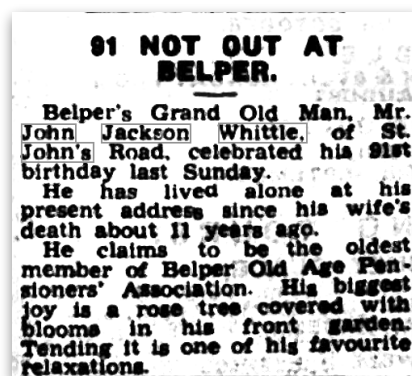 91 NOT OUT AT
BELPER.
Belper's Grand Old Man, Mr.
John Jackson Whittle, of St.
John's Road, celebrated his 91st
birthday last Sunday.
He has lived alone at his
present address since his wife's
death about 11 years ago.
He claims to be the oldest
member of Belper Old Age Pen-
sioners' Association. His biggest
joy is a rose tree covered with
blooms in his front garden.
Tending it is one of his favourite
relaxations.